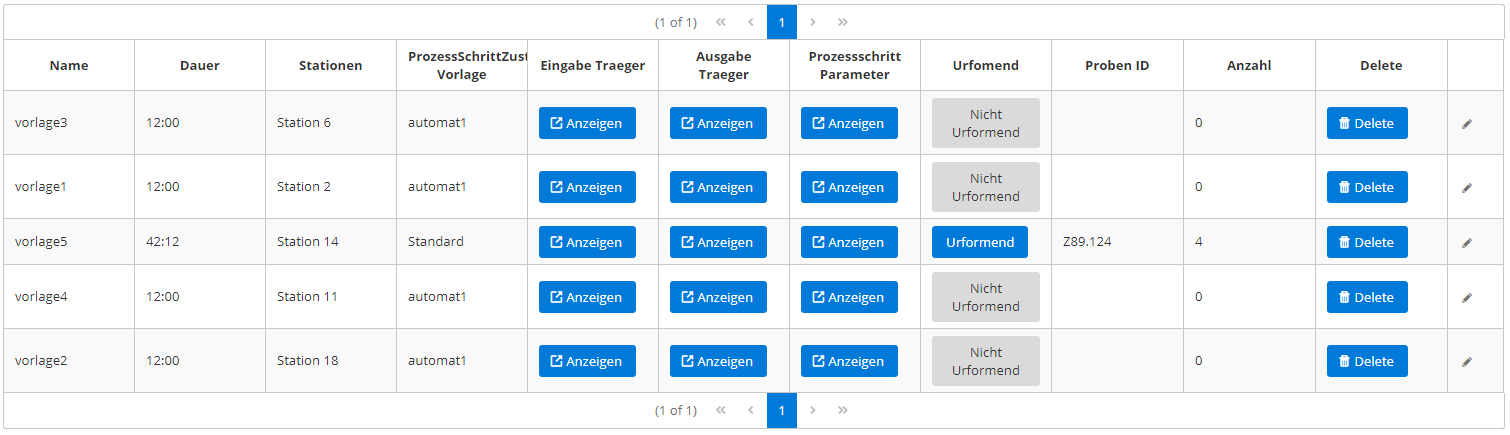 (1 of 1) « ‹ 1 › »
Name Dauer Stationen ProzessSchrittZust Vorlage Eingabe Traeger Ausgabe Traeger Prozessschritt Parameter Urfomend Proben ID Anzahl Delete
vorlage3 12:00 Station 6 automat1 Anzeigen Anzeigen Anzeigen Nicht Urformend 0 Delete
vorlage1 12:00 Station 2 automat1 Anzeigen Anzeigen Anzeigen Nicht Urformend 0 Delete
vorlage5 42:12 Station 14 Standard Anzeigen Anzeigen Anzeigen Urformend Z89.124 4 Delete
vorlage4 12:00 Station 11 automat1 Anzeigen Anzeigen Anzeigen Nicht Urformend 0 Delete
vorlage2 12:00 Station 18 automat1 Anzeigen Anzeigen Anzeigen Nicht Urformend 0 Delete
(1 of 1) « ‹ 1 › »